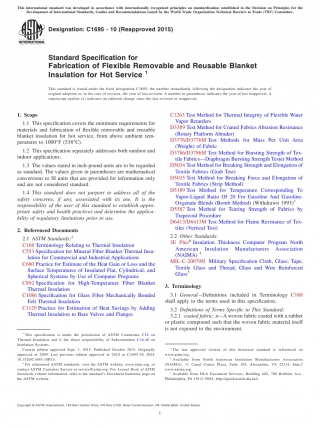 This international standard was developed in accordance with internationally recognized principles on standardization established in the Decision on Principles for the
Development of International Standards, Guides and Recommendations issued by the World Trade Organization Technical Barriers to Trade (TBT) Committee.
Designation: C1695 − 10 (Reapproved 2015)
Standard Specification for
Fabrication of Flexible Removable and Reusable Blanket
Insulation for Hot Service 1
This standard is issued under the fixed designation C1695; the number immediately following the designation indicates the year of
original adoption or, in the case of revision, the year of last revision. A number in parentheses indicates the year of last reapproval. A
superscript epsilon (ε) indicates an editorial change since the last revision or reapproval.
1. Scope
1.1 This specification covers the minimum requirements for
materials and fabrication of flexible removable and reusable
blanket insulation for hot service, from above ambient tem-
peratures to 1000°F (538°C).
1.2 This specification separately addresses both outdoor and
indoor applications.
1.3 The values stated in inch-pound units are to be regarded
as standard. The values given in parentheses are mathematical
conversions to SI units that are provided for information only
and are not considered standard.
1.4 This standard does not purport to address all of the
safety concerns, if any, associated with its use. It is the
responsibility of the user of this standard to establish appro-
priate safety and health practices and determine the applica-
bility of regulatory limitations prior to use.
2. Referenced Documents
2.1 ASTM Standards:2
C168 Terminology Relating to Thermal Insulation
C553 Specification for Mineral Fiber Blanket Thermal Insu-
lation for Commercial and Industrial Applications
C680 Practice for Estimate of the Heat Gain or Loss and the
Surface Temperatures of Insulated Flat, Cylindrical, and
Spherical Systems by Use of Computer Programs
C892 Specification for High-Temperature Fiber Blanket
Thermal Insulation
C1086 Specification for Glass Fiber Mechanically Bonded
Felt Thermal Insulation
C1129 Practice for Estimation of Heat Savings by Adding
Thermal Insulation to Bare Valves and Flanges
1 This specification is under the jurisdiction of ASTM Committee C16 on
Thermal Insulation and is the direct responsibility of Subcommittee C16.40 on
Insulation Systems.
Current edition approved Sept. 1, 2015. Published October 2015. Originally
approved in 2009. Last previous edition approved in 2010 as C1695–10. DOI:
10.1520/C1695-10R15.
2 For referenced ASTM standards, visit the ASTM website, www.astm.org, or
contact ASTM Customer Service at service@astm.org. For Annual Book of ASTM
Standards volume information, refer to the standard's Document Summary page on
the ASTM website.
C1263 Test Method for Thermal Integrity of Flexible Water
Vapor Retarders
D3389 Test Method for Coated Fabrics Abrasion Resistance
(Rotary Platform Abrader)
D3776/D3776M Test Methods for Mass Per Unit Area
(Weight) of Fabric
D3786/D3786M Test Method for Bursting Strength of Tex-
tile Fabrics—Diaphragm Bursting Strength Tester Method
D5034 Test Method for Breaking Strength and Elongation of
Textile Fabrics (Grab Test)
D5035 Test Method for Breaking Force and Elongation of
Textile Fabrics (Strip Method)
D5189 Test Method for Temperature Corresponding To
Vapor-Liquid Ratio Of 20 For Gasoline And Gasoline-
Oxygenate Blends (Bomb Method) (Withdrawn 1993)3
D5587 Test Method for Tearing Strength of Fabrics by
Trapezoid Procedure
D6413/D6413M Test Method for Flame Resistance of Tex-
tiles (Vertical Test)
2.2 Other Standards:
3E Plus® Insulation Thickness Computer Program North
American Insulation Manufacturers Association
(NAIMA)4
MIL-C-20079H Military Specification Cloth, Glass; Tape,
Textile Glass and Thread, Glass and Wire Reinforced
Glass5
3. Terminology
3.1 General—Definitions included in Terminology C168
shall apply to the terms used in this specification.
3.2 Definitions of Specific to This Standard:
3.2.1 coated fabric, n—A woven fabric coated with a rubber
or plastic compound such that the woven fabric material itself
is not exposed to the environment.
3 The last approved version of this historical standard is referenced on
www.astm.org.
4 Available from North American Insulation Manufacturers Association
(NAIMA),
5 Available from DLA Document Services, Building 4/D, 700 Robbins Ave.,
Philadelphia, PA
Copyright © ASTM International, 100 Barr Harbor Drive, PO Box C700, West Conshohocken, PA 19428-2959. United States
1